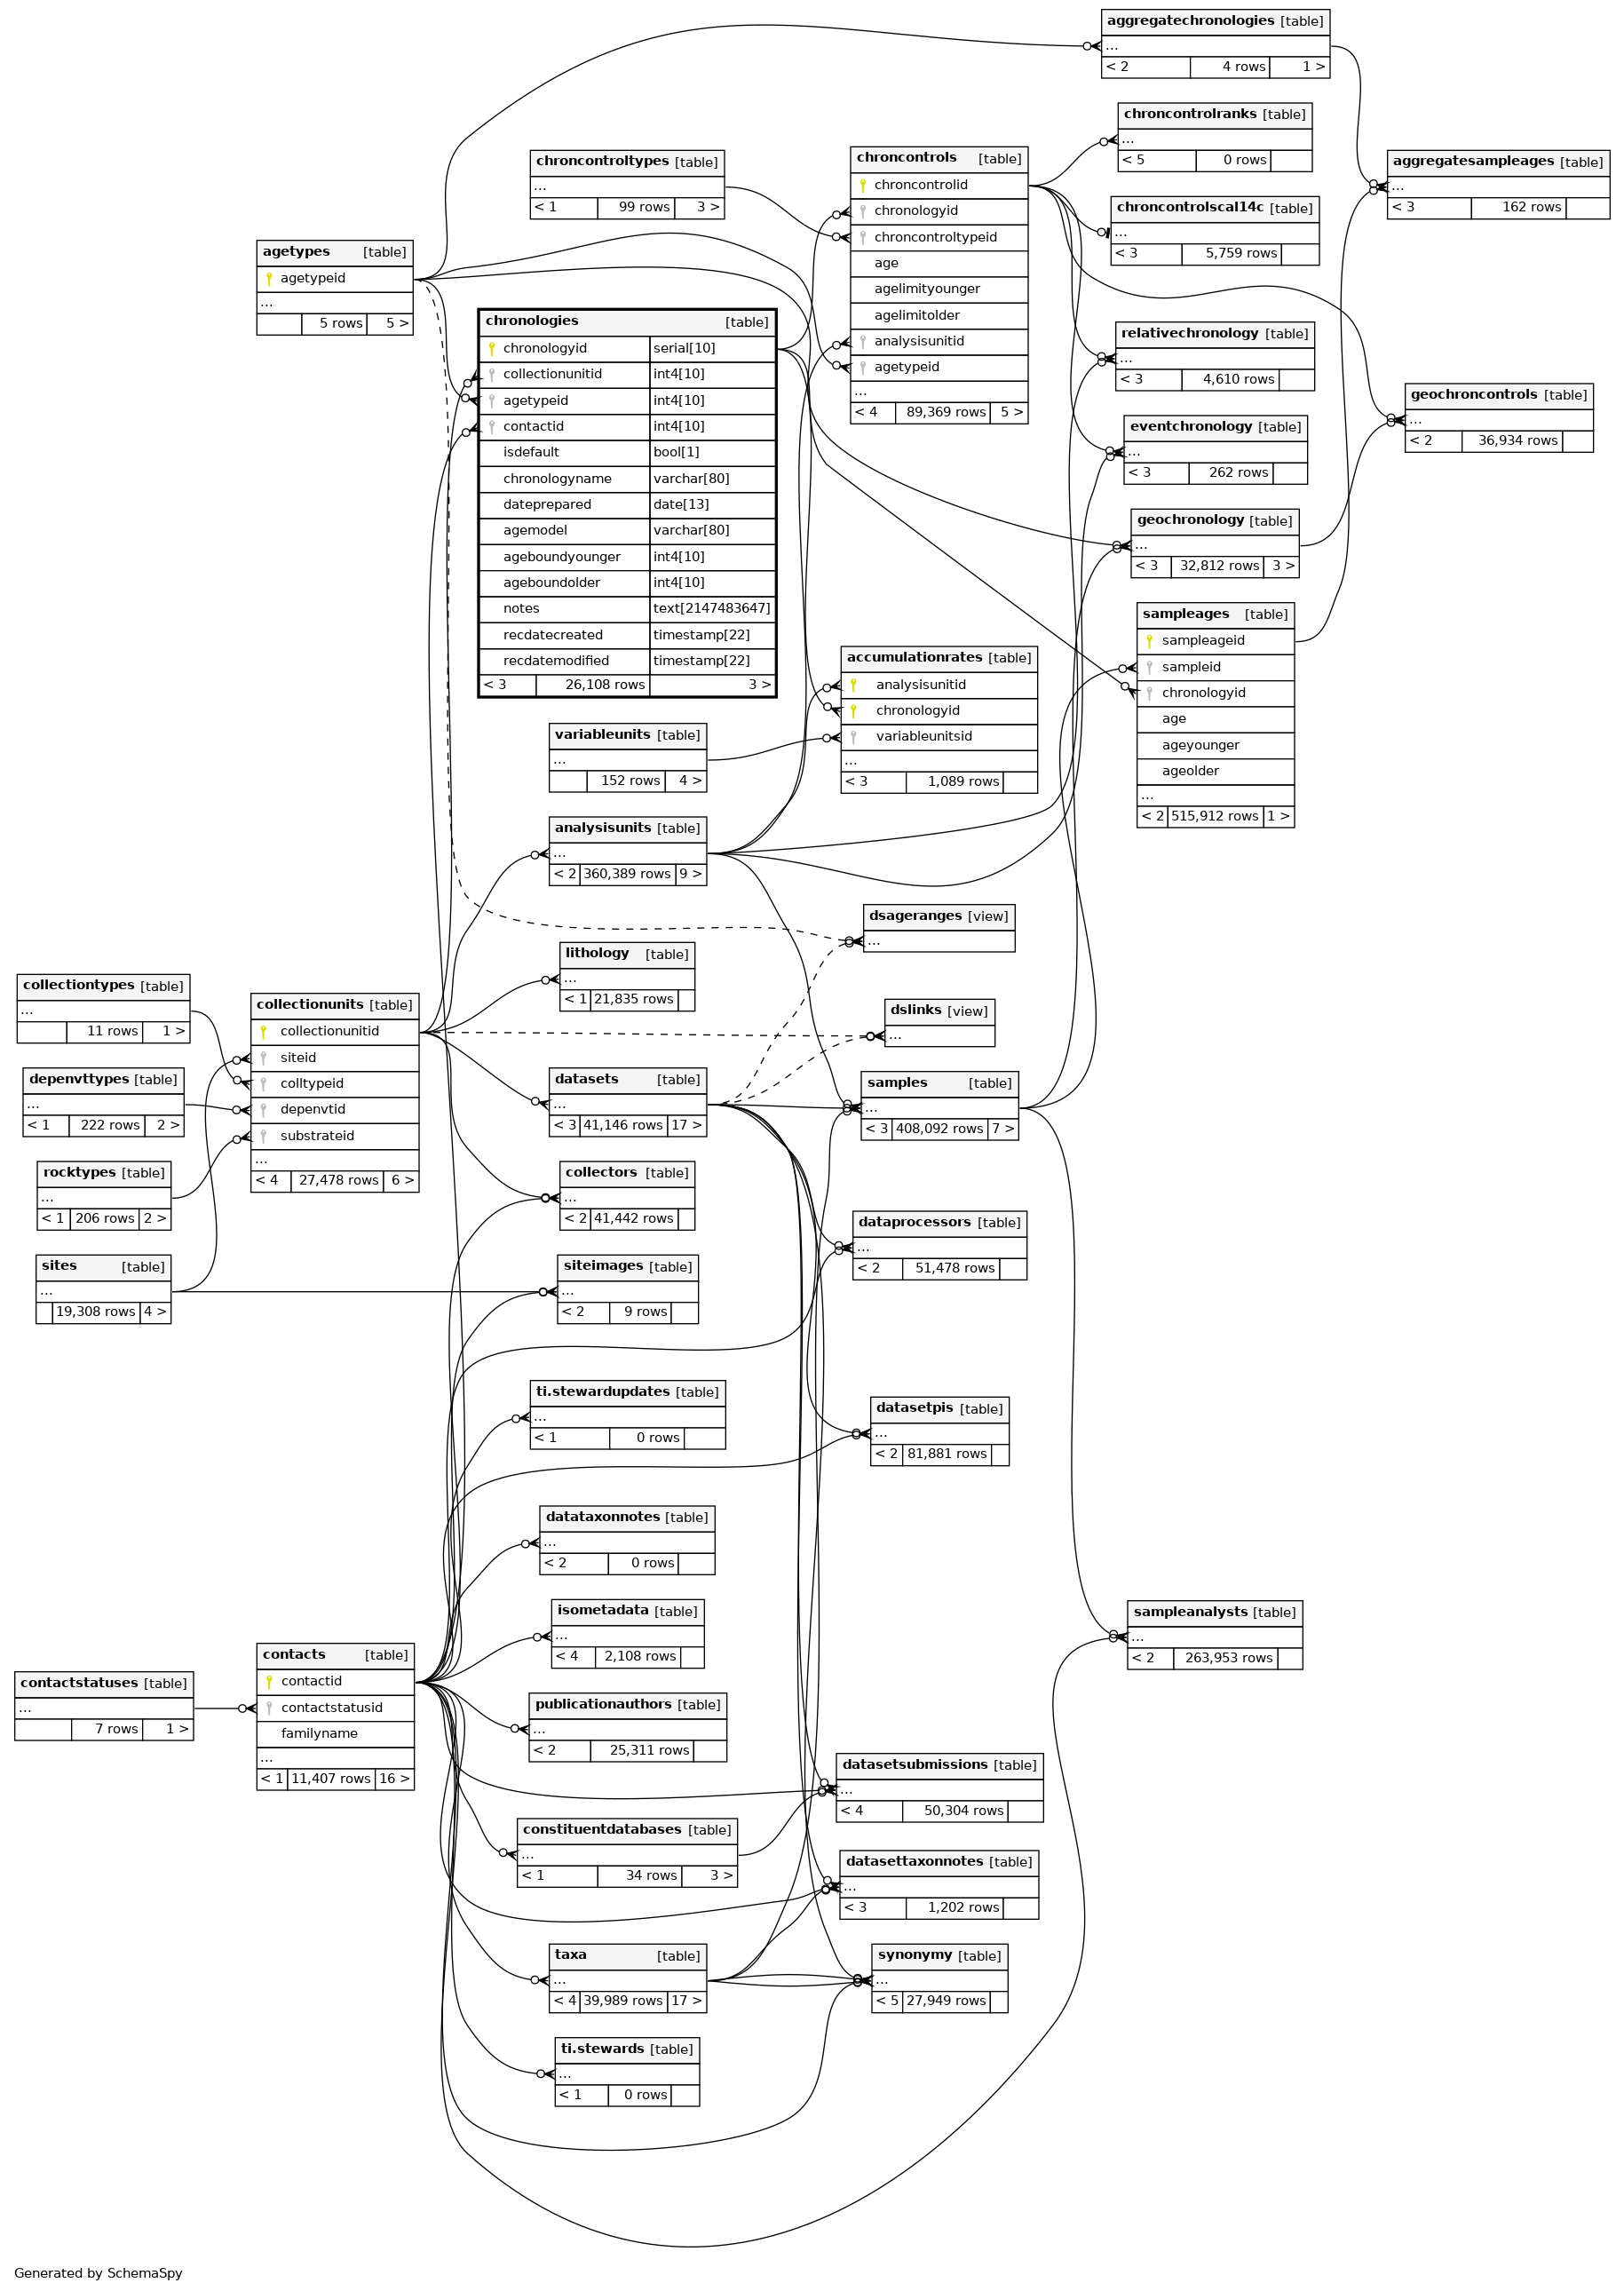 aggregatechronologies [table]
...
< 2 4 rows 1 >
chroncontrolranks [table]
...
< 5 0 rows
chroncontroltypes [table]
...
< 1 99 rows 3 >
chroncontrols [table]
chroncontrolid
chronologyid
chroncontroltypeid
age
agelimityounger
agelimitolder
analysisunitid
agetypeid
...
< 4 89,369 rows 5 >
aggregatesampleages [table]
...
< 3 162 rows
chroncontrolscal14c [table]
...
< 3 5,759 rows
agetypes [table]
agetypeid
...
5 rows 5 >
chronologies [table]
chronologyid serial[10]
collectionunitid int4[10]
agetypeid int4[10]
contactid int4[10]
isdefault bool[1]
chronologyname varchar[80]
dateprepared date[13]
agemodel varchar[80]
ageboundyounger int4[10]
ageboundolder int4[10]
notes text[2147483647]
recdatecreated timestamp[22]
recdatemodified timestamp[22]
< 3 26,108 rows 3 >
relativechronology [table]
...
< 3 4,610 rows
geochroncontrols [table]
...
< 2 36,934 rows
eventchronology [table]
...
< 3 262 rows
geochronology [table]
...
< 3 32,812 rows 3 >
sampleages [table]
sampleageid
sampleid
chronologyid
age
ageyounger
ageolder
...
< 2 515,912 rows 1 >
accumulationrates [table]
analysisunitid
chronologyid
variableunitsid
...
< 3 1,089 rows
variableunits [table]
...
152 rows 4 >
analysisunits [table]
...
< 2 360,389 rows 9 >
dsageranges [view]
...
lithology [table]
...
< 1 21,835 rows
dslinks [view]
...
collectiontypes [table]
...
11 rows 1 >
collectionunits [table]
collectionunitid
siteid
colltypeid
depenvtid
substrateid
...
< 4 27,478 rows 6 >
depenvttypes [table]
...
< 1 222 rows 2 >
datasets [table]
...
< 3 41,146 rows 17 >
samples [table]
...
< 3 408,092 rows 7 >
rocktypes [table]
...
< 1 206 rows 2 >
collectors [table]
...
< 2 41,442 rows
dataprocessors [table]
...
< 2 51,478 rows
sites [table]
...
19,308 rows 4 >
siteimages [table]
...
< 2 9 rows
ti.stewardupdates [table]
...
< 1 0 rows
datasetpis [table]
...
< 2 81,881 rows
datataxonnotes [table]
...
< 2 0 rows
isometadata [table]
...
< 4 2,108 rows
sampleanalysts [table]
...
< 2 263,953 rows
contacts [table]
contactid
contactstatusid
familyname
...
< 1 11,407 rows 16 >
contactstatuses [table]
...
7 rows 1 >
publicationauthors [table]
...
< 2 25,311 rows
datasetsubmissions [table]
...
< 4 50,304 rows
constituentdatabases [table]
...
< 1 34 rows 3 >
datasettaxonnotes [table]
...
< 3 1,202 rows
taxa [table]
...
< 4 39,989 rows 17 >
synonymy [table]
...
< 5 27,949 rows
ti.stewards [table]
...
< 1 0 rows
Generated by SchemaSpy